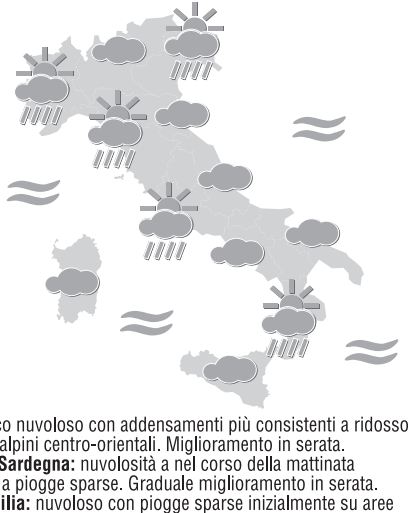 co nuvoloso con addensamenti più consistenti a ridosso
alpini centro-orientali. Miglioramento in serata.
Sardegna: nuvolosità a nel corso della mattinata
a piogge sparse. Graduale miglioramento in serata.
ilia: nuvoloso con piogge sparse inizialmente su aree